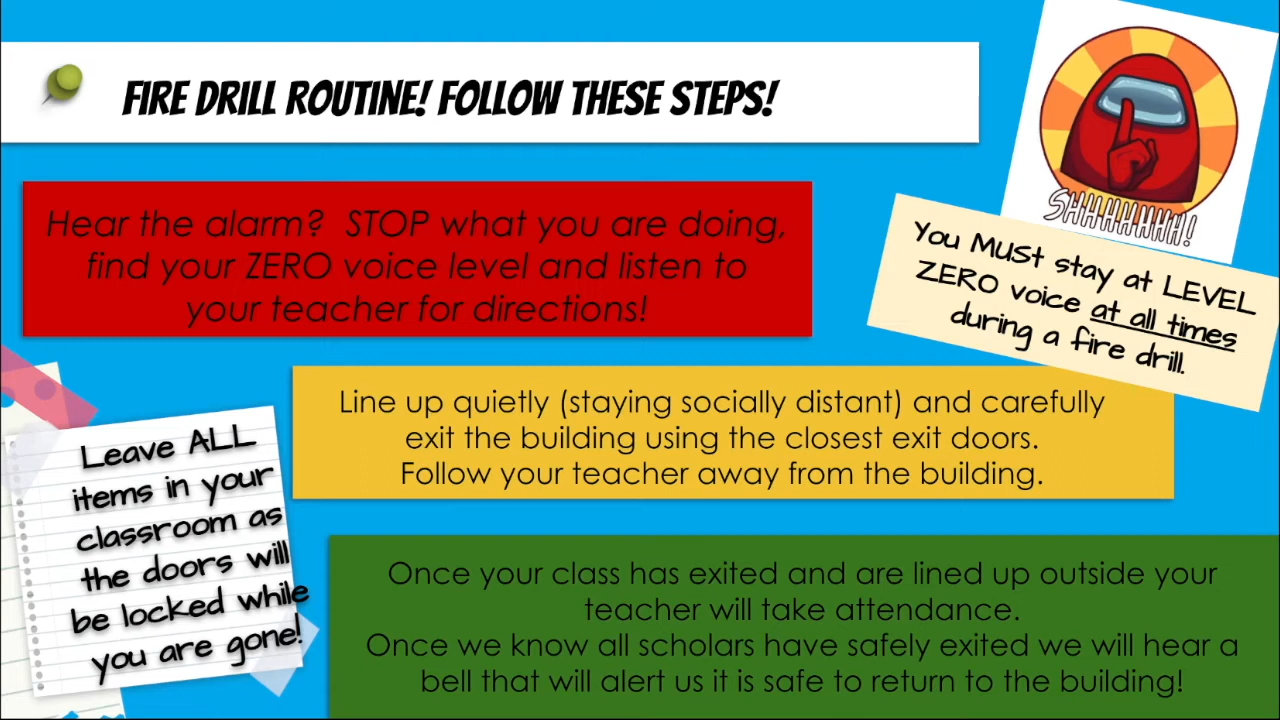 FIRE DRILL ROUTINE! FOLLOW THESE STEPS!
SHHHHHHH!
Hear the alarm? STOP what you are doing,
find your ZERO voice level and listen to
your teacher for directions!
You MUST stay at LEVEL
ZERO voice at all times
during a fire drill.
Line up quietly (staying socially distant) and carefully
exit the building using the closest exit doors.
Follow your teacher away from the building.
Leave ALL
items in your
classroom as
the doors will
be locked while
you are gone!
Once your class has exited and are lined up outside your
teacher will take attendance.
Once we know all scholars have safely exited we will hear a
bell that will alert us it is safe to return to the building!